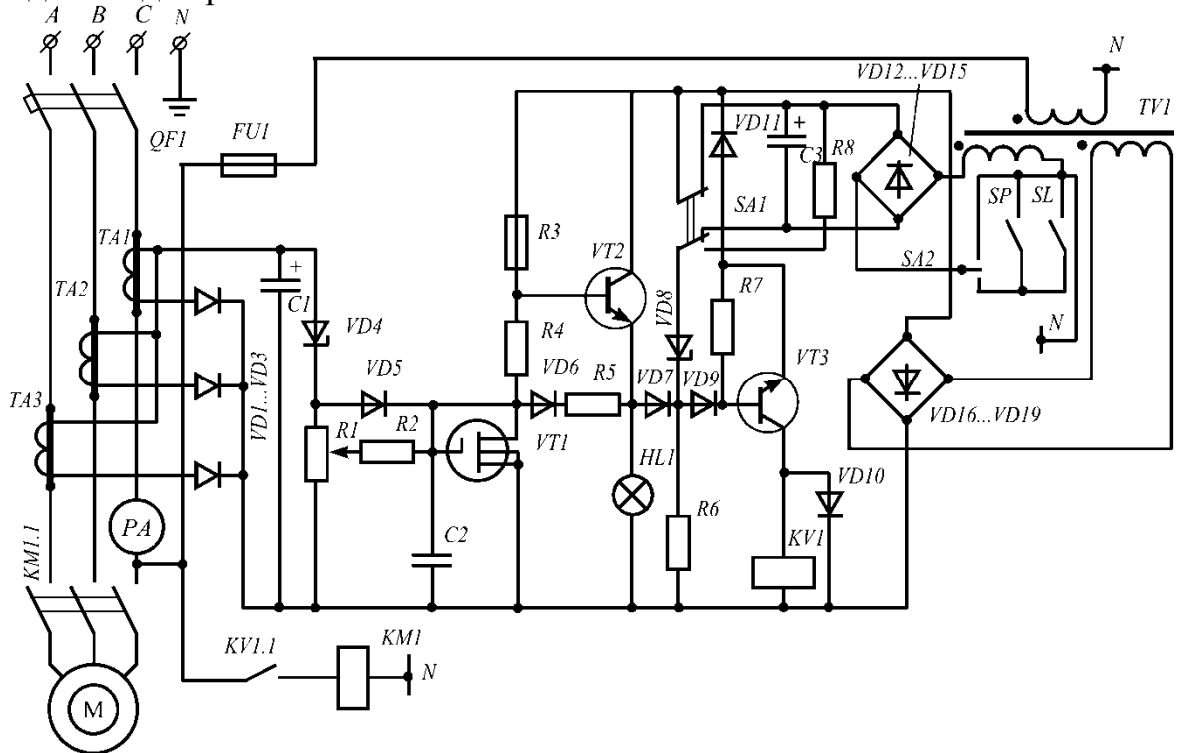 A B C N
N
VD12...VD15
TV1
QF1
FU1
VD11
+
C3
R8
SP SL
SA1
R3
VT2
SA2
TA1
+
C1
R7
TA2
VD8
N
VD4
R4
VT3
VD5
VD6 R5 VD7 VD9
TA3
VD1...VD3
R1 R2
VT1
VD16...VD19
HL1
VD10
PA
C2
R6
KV1
KM1.1
KV1.1
KM1
N
M